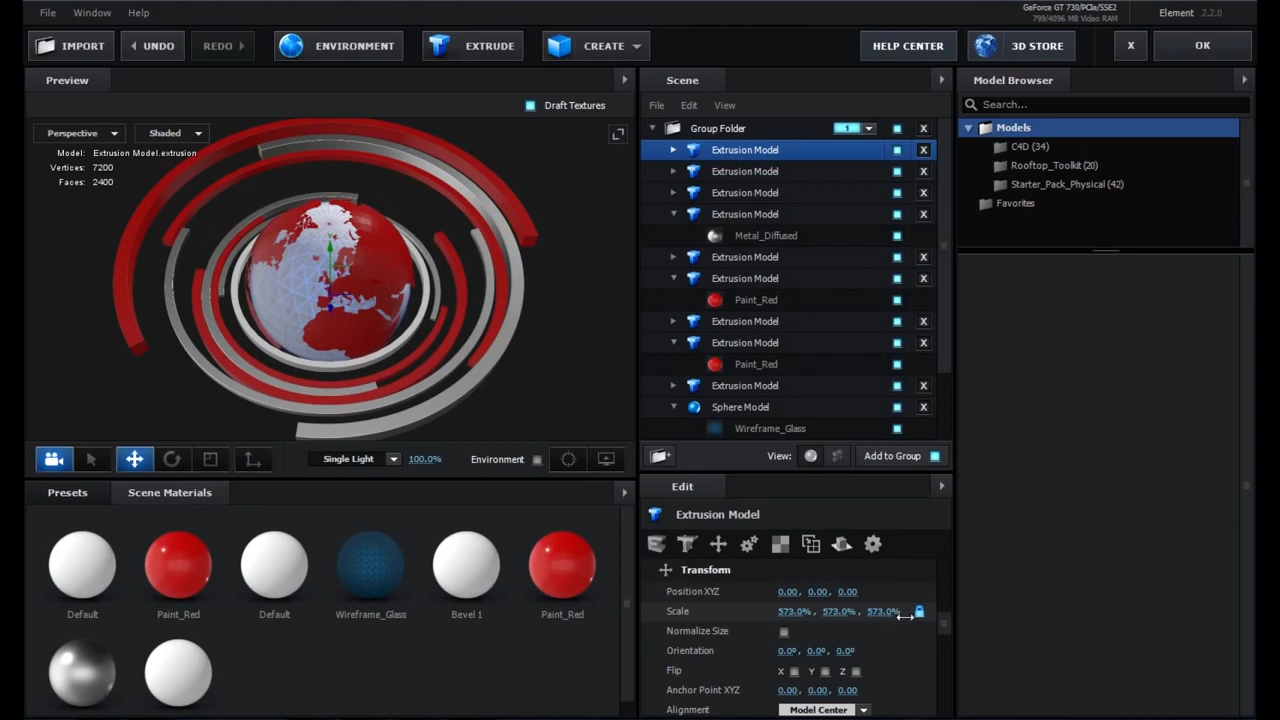 File Window Help
GeForce GT 730/PCIe/SSE2
799/4096 MB Video RAM
Element 2.2.0
IMPORT UNDO REDO ENVIRONMENT EXTRUDE CREATE HELP CENTER 3D STORE X OK
Preview
Draft Textures
Perspective Shaded
Model: Extrusion Model.extrusion
Vertices: 7200
Faces: 2400
Single Light 100.0% Environment
Presets Scene Materials
Default Paint_Red Default Wireframe_Glass Bevel 1 Paint_Red
Scene
File Edit View
Group Folder 1 X
Extrusion Model X
Extrusion Model X
Extrusion Model X
Extrusion Model X
Metal_Diffused
Extrusion Model X
Extrusion Model X
Paint_Red
Extrusion Model X
Extrusion Model X
Paint_Red
Extrusion Model X
Sphere Model X
Wireframe_Glass
View: Add to Group
Edit
Extrusion Model
Transform
Position XYZ 0.00, 0.00, 0.00
Scale 573.0%, 573.0%, 573.0%
Normalize Size
Orientation 0.0°, 0.0°, 0.0°
Flip X Y Z
Anchor Point XYZ 0.00, 0.00, 0.00
Alignment Model Center
Model Browser
Search...
Models
C4D (34)
Rooftop_Toolkit (20)
Starter_Pack_Physical (42)
Favorites